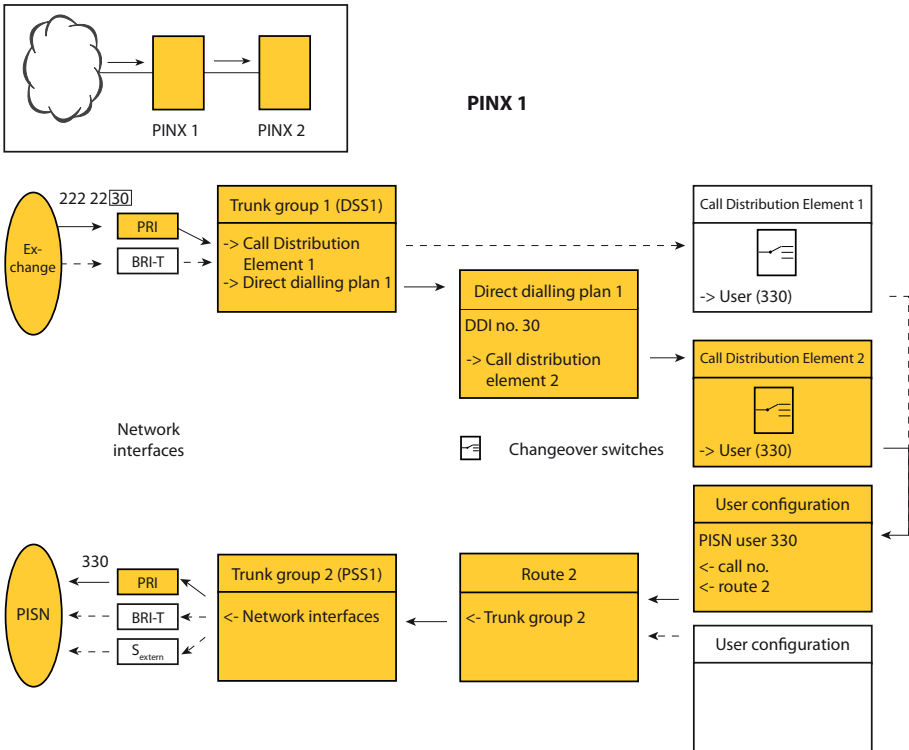 PINX 1
PINX 2
PINX 1
222 22 30
Ex-
change
PRI
BRI-T
Trunk group 1 (DSS1)
-> Call Distribution
Element 1
-> Direct dialling plan 1
Direct dialling plan 1
DDI no. 30
-> Call distribution
element 2
Call Distribution Element 1
-> User (330)
Call Distribution Element 2
-> User (330)
Network
interfaces
Changeover switches
User configuration
PISN user 330
<- call no.
<- route 2
Route 2
<- Trunk group 2
Trunk group 2 (PSS1)
<- Network interfaces
330
PRI
BRI-T
Sextern
PISN
User configuration